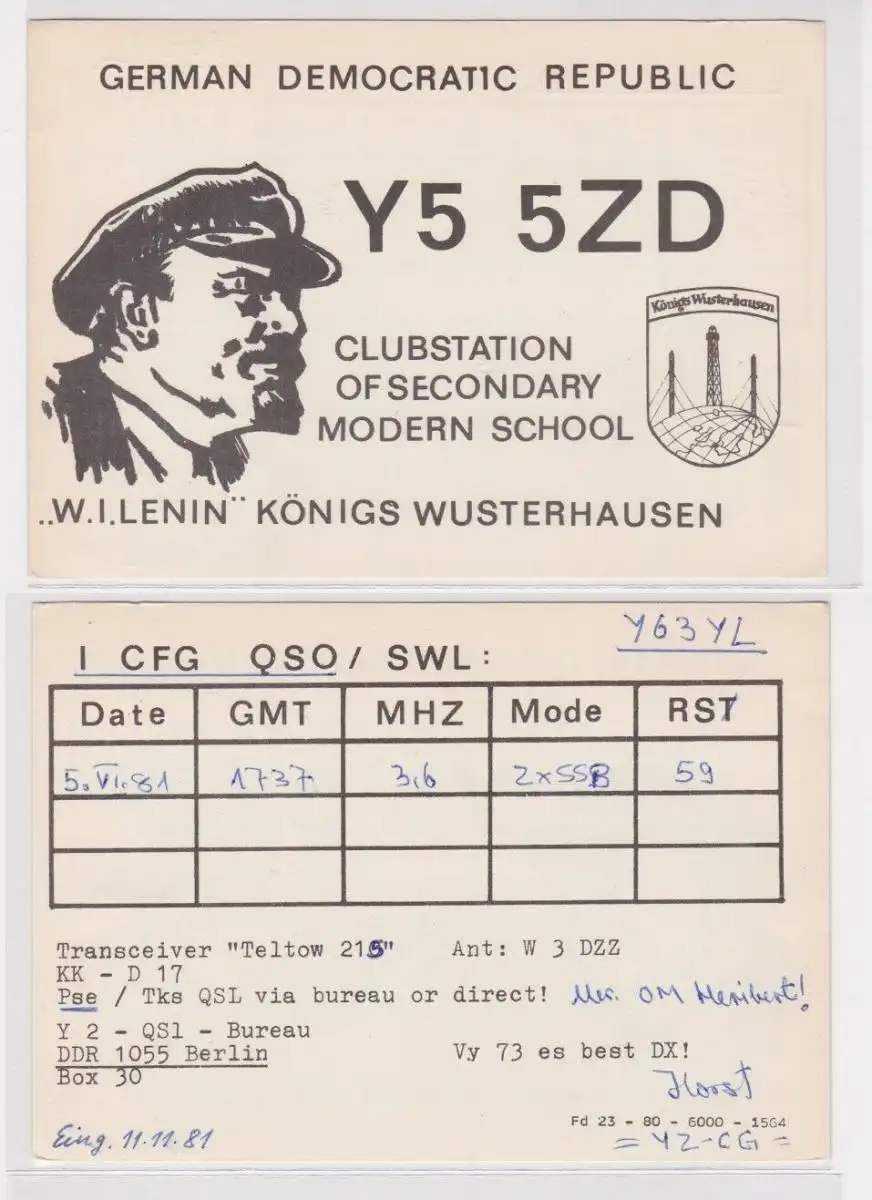 GERMAN DEMOCRATIC REPUBLIC
Y5 5ZD
Königs Wusterhausen
CLUBSTATION
OF SECONDARY
MODERN SCHOOL
„W.I.LENIN" KÖNIGS WUSTERHAUSEN
Y63YL
I CFG QSO / SWL:
Date GMT MHZ Mode RST
5.VI.81 1737 3,6 2xSSB 59
Transceiver "Teltow 215" Ant: W 3 DZZ
KK - D 17
Pse / Tks QSL via bureau or direct! OM Heribert!
Y 2 - QSl - Bureau
DDR 1055 Berlin Vy 73 es best DX!
Box 30
Horst
Fd 23 - 80 - 6000 - 1564
Eing. 11.11.81
= Y2-CG =